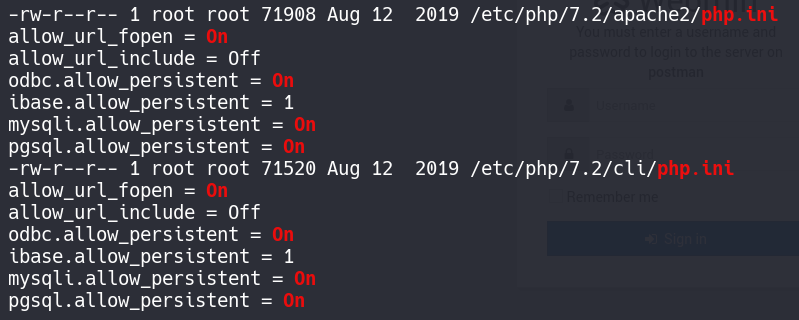 -rw-r--r-- 1 root root 71908 Aug 12  2019 /etc/php/7.2/apache2/php.ini
allow_url_fopen = On
allow_url_include = Off
odbc.allow_persistent = On
ibase.allow_persistent = 1
mysqli.allow_persistent = On
pgsql.allow_persistent = On
-rw-r--r-- 1 root root 71520 Aug 12  2019 /etc/php/7.2/cli/php.ini
allow_url_fopen = On
allow_url_include = Off
odbc.allow_persistent = On
ibase.allow_persistent = 1
mysqli.allow_persistent = On
pgsql.allow_persistent = On
You must enter a username and
password to login to the server on
postman
Remember me
Sign in